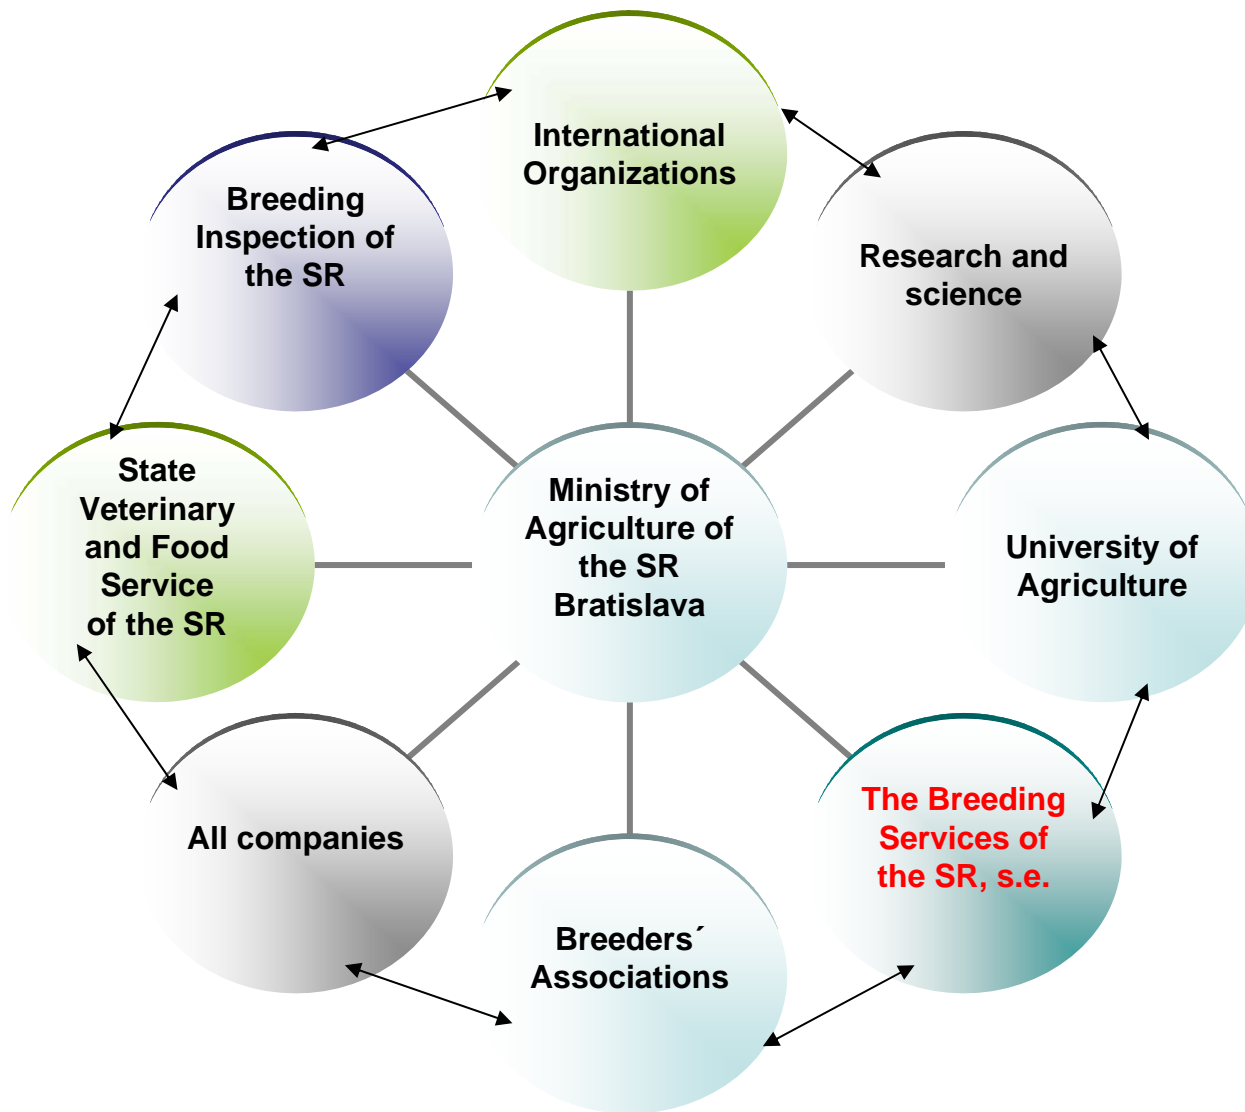 International
Organizations
Breeding
Inspection of
the SR
Research and
science
State
Veterinary
and Food
Service
of the SR
Ministry of
Agriculture of
the SR
Bratislava
University of
Agriculture
All companies
The Breeding
Services of
the SR, s.e.
Breeders´
Associations